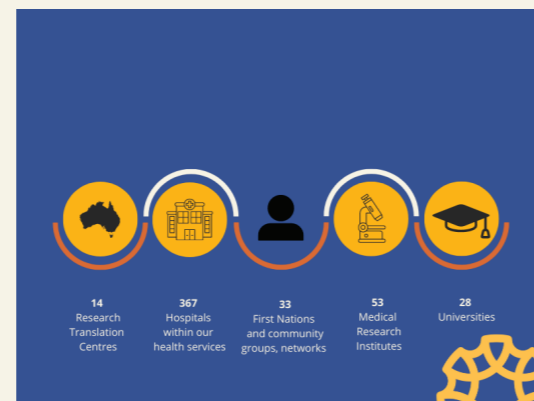 14
Research
Translation
Centres
367
Hospitals
within our
health services
33
First Nations
and community
groups, networks
53
Medical
Research
Institutes
28
Universities